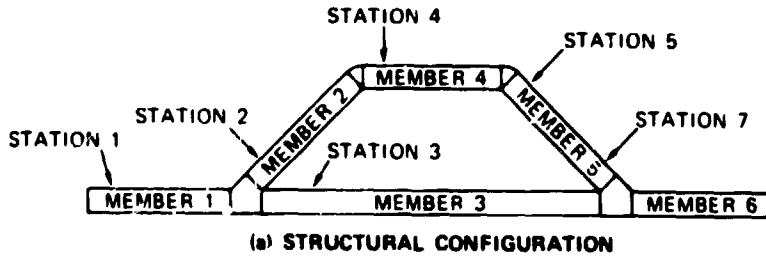 STATION 4
STATION 5
MEMBER 4
STATION 2
MEMBER 2
STATION 7
STATION 1
STATION 3
MEMBER 5
MEMBER 1
MEMBER 3
MEMBER 6
(a) STRUCTURAL CONFIGURATION